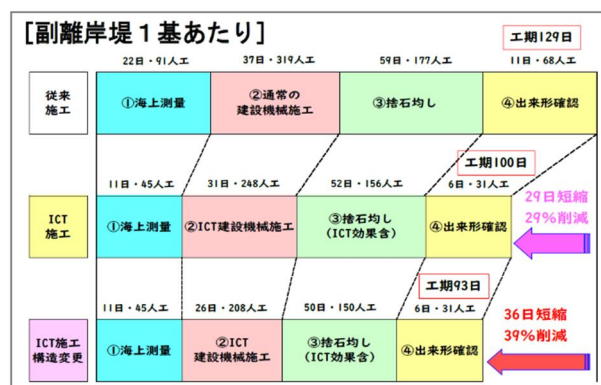 [副離岸堤1基あたり]
工期129日
22日・91人工
37日・319人工
59日・177人工
11日・68人工
従来
施工
①海上測量
②通常の
建設機械施工
③捨石均し
④出来形確認
工期100日
11日・45人工
31日・248人工
52日・156人工
6日・31人工
ICT
施工
①海上測量
②ICT建設機械施工
③捨石均し
(ICT効果含)
④出来形確認
29日短縮
29%削減
工期93日
11日・45人工
26日・208人工
50日・150人工
6日・31人工
ICT施工
構造変更
①海上測量
②ICT
建設機械施工
③捨石均し
(ICT効果含)
④出来形確認
36日短縮
39%削減